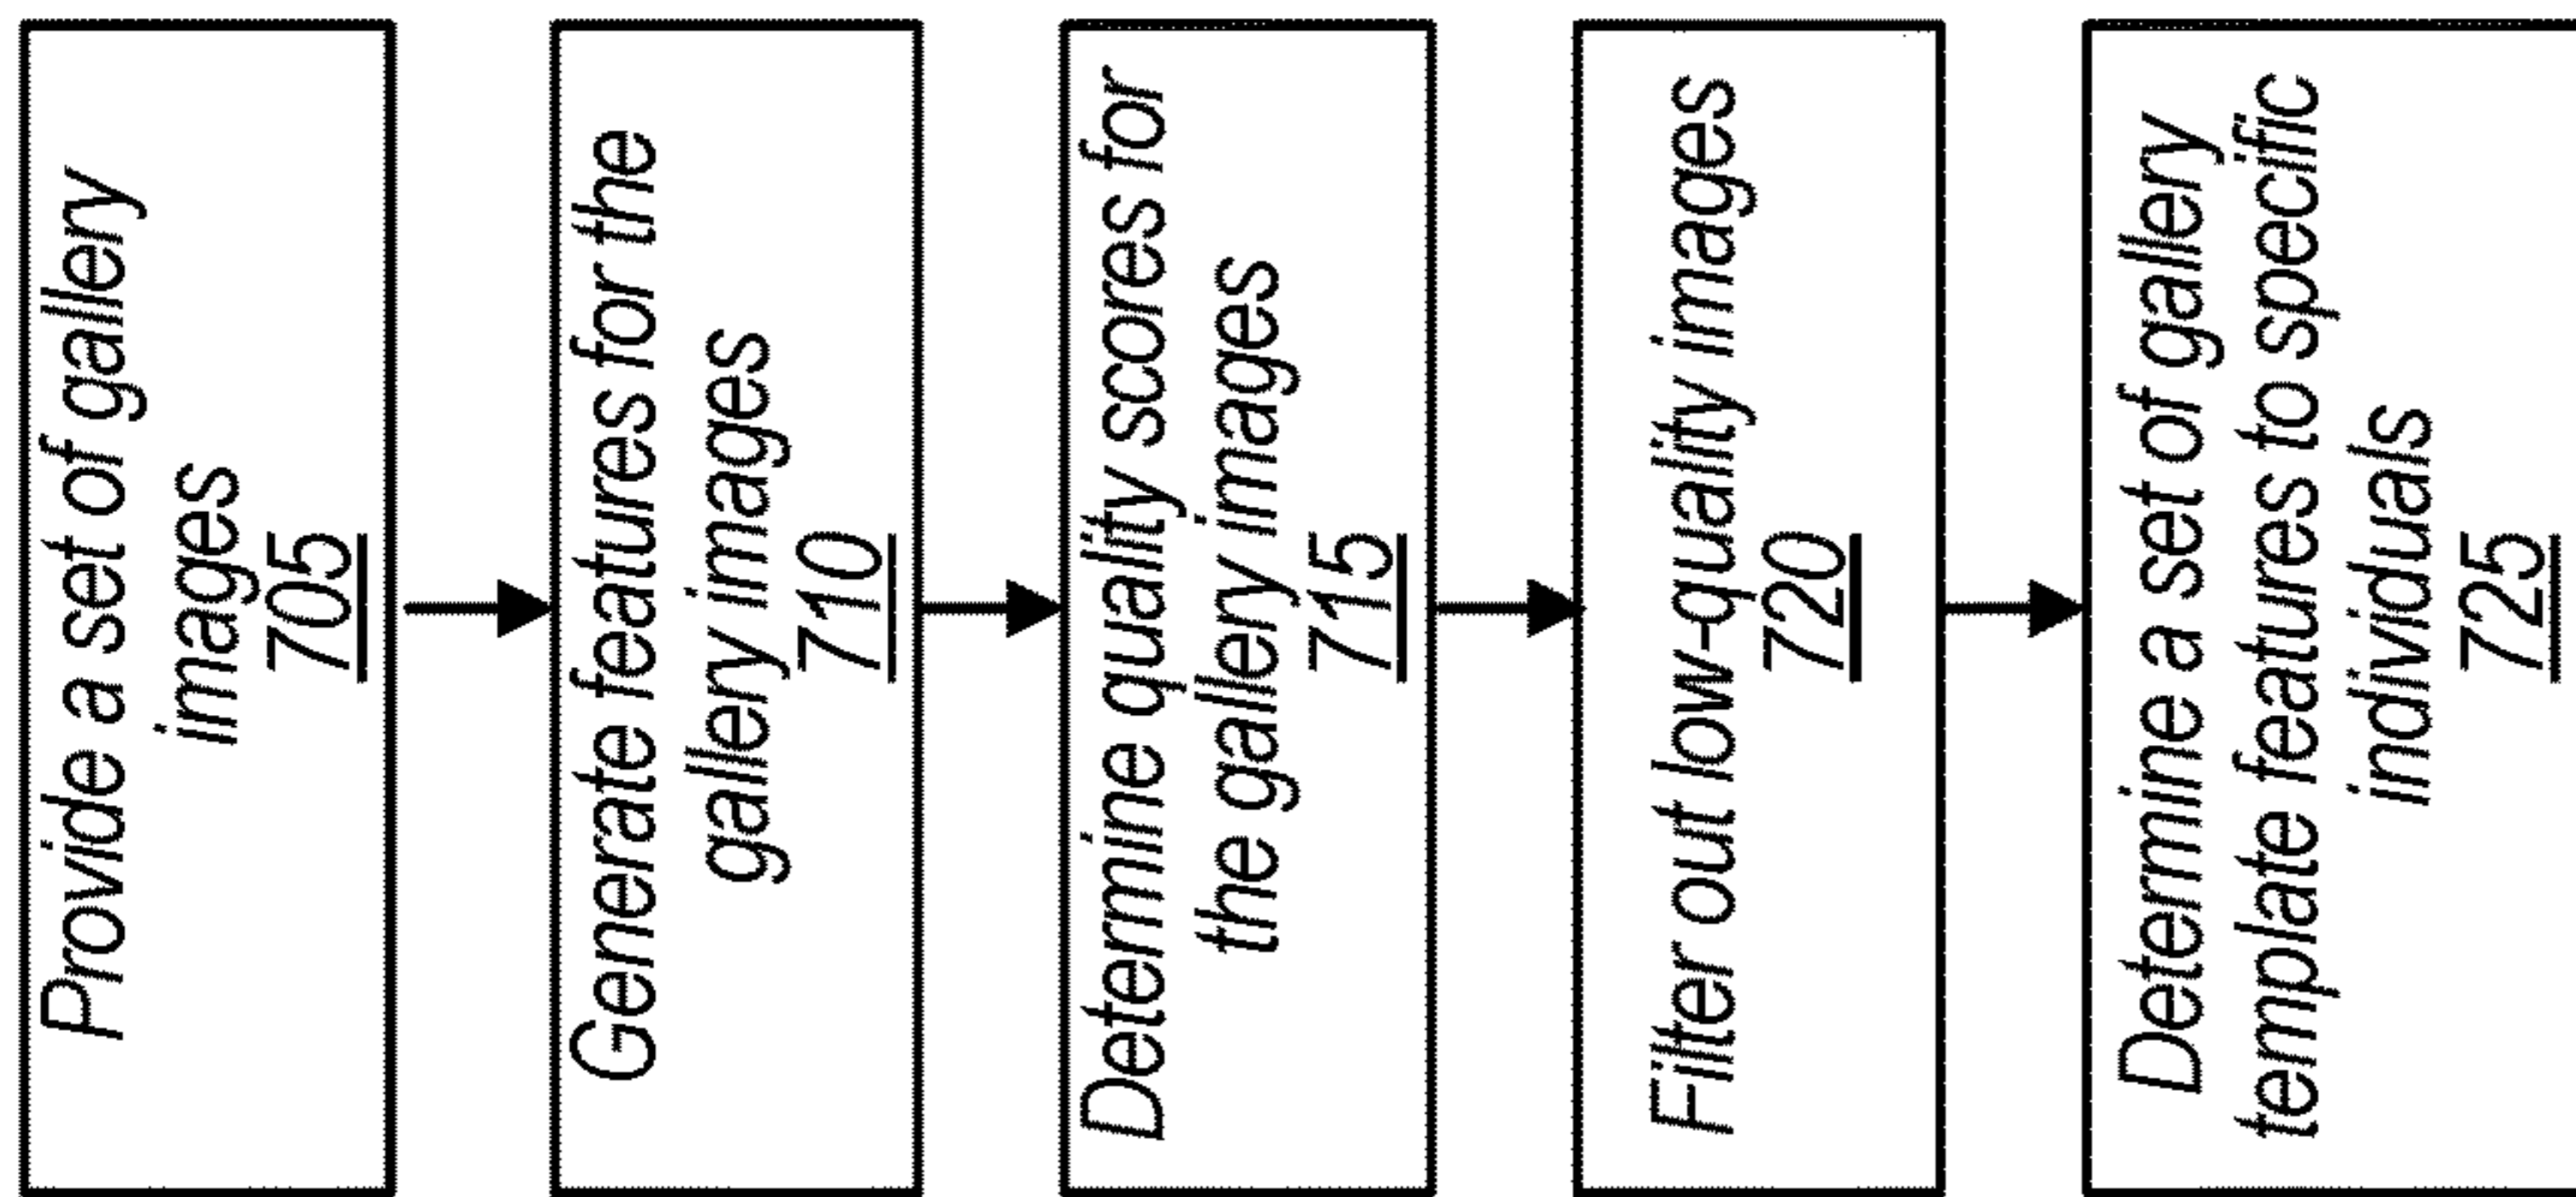 Provide a set of gallery
images
705
Generate features for the
gallery images
710
Determine quality scores for
the gallery images
715
Filter out low-quality images
720
Determine a set of gallery
template features to specific
individuals
725